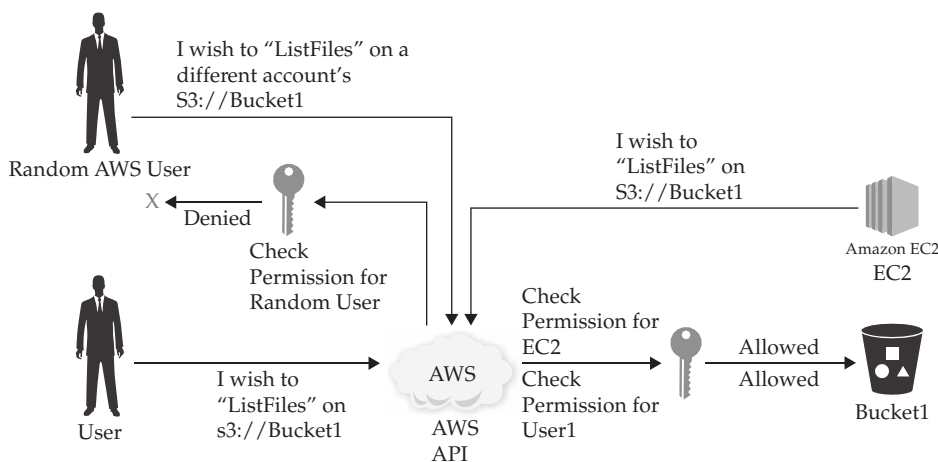 I wish to “ListFiles” on a
different account’s
S3://Bucket1
Random AWS User
I wish to
“ListFiles” on
S3://Bucket1
X
Denied
Check
Permission for
Random User
Amazon EC2
EC2
Check
Permission for
EC2
Allowed
AWS
I wish to
“ListFiles” on
s3://Bucket1
Check
Permission for
User1
Allowed
Bucket1
User
AWS
API